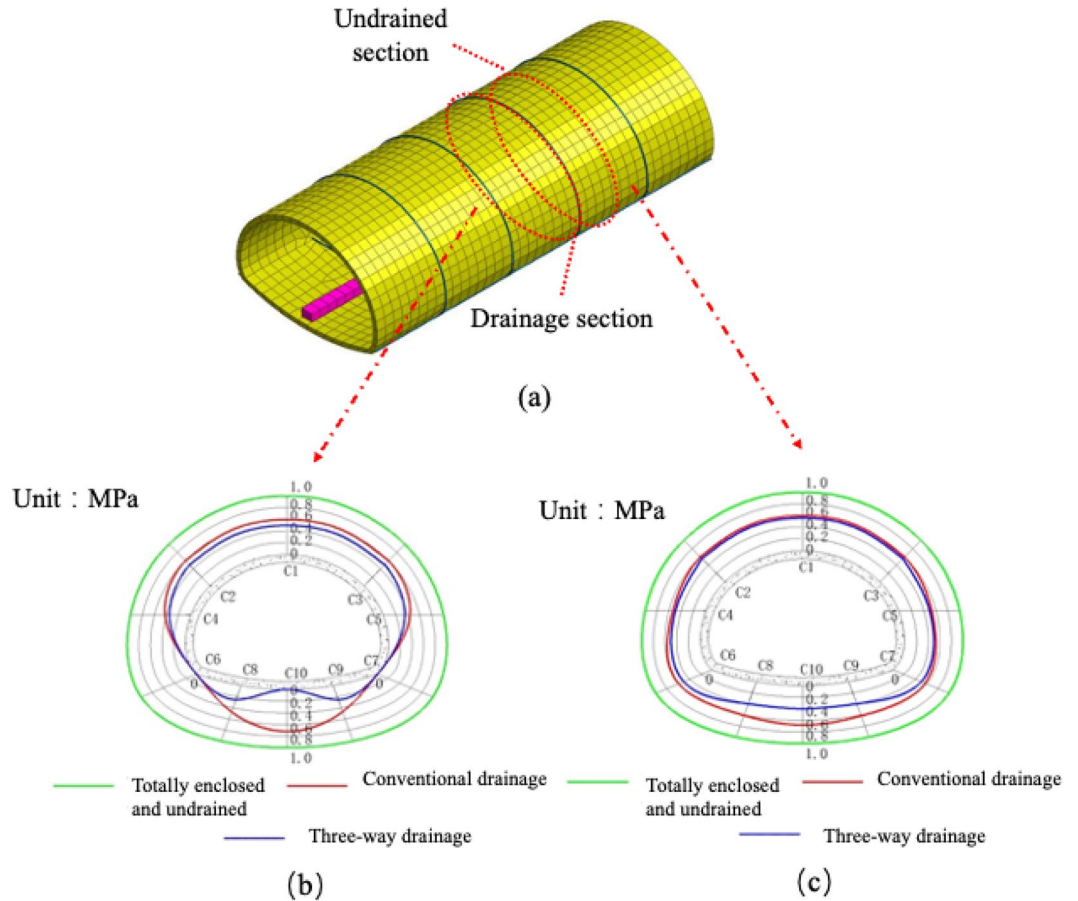 Undrained
section
Drainage section
(a)
Unit：MPa
1.0
0.8
0.6
0.4
0.2
0
C1
C2
C3
C4
C5
C6
C7
C8
C10
C9
0
0
0
0.2
0.4
0.6
0.8
1.0
Unit：MPa
1.0
0.8
0.6
0.4
0.2
0
C1
C2
C3
C4
C5
C6
C7
C8
C10
C9
0
0
0
0.2
0.4
0.6
0.8
1.0
Totally enclosed
and undrained
Conventional drainage
Three-way drainage
Totally enclosed
and undrained
Conventional drainage
Three-way drainage
(b)
(c)